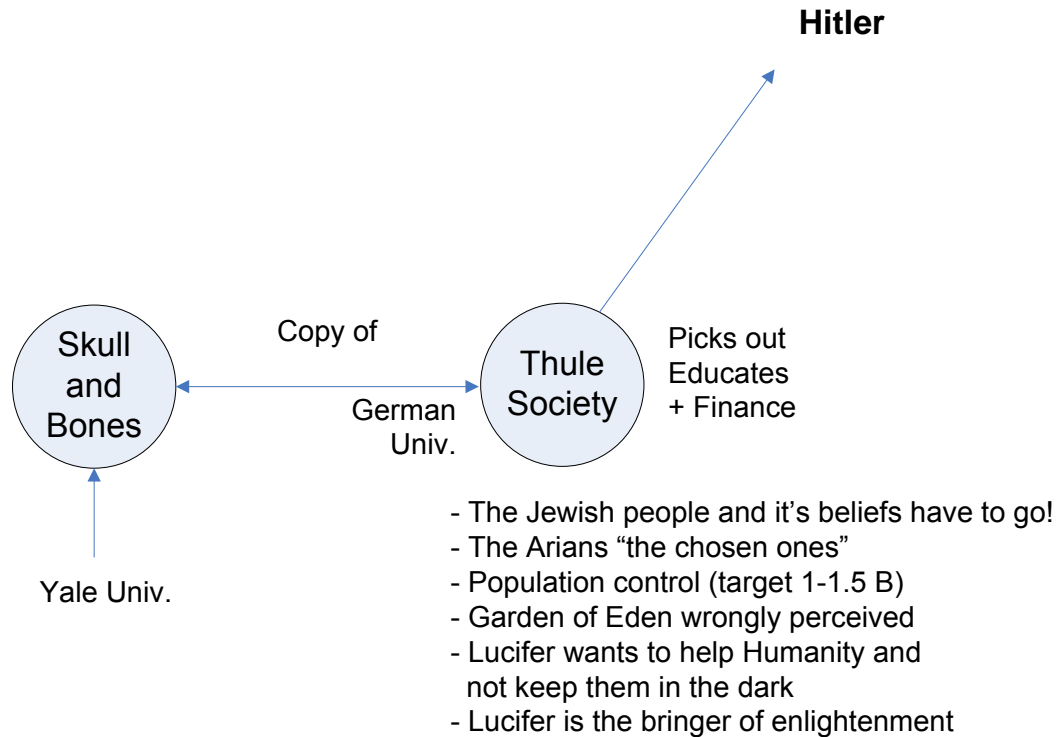 Hitler
Skull
and
Bones
Copy of
German
Univ.
Thule
Society
Picks out
Educates
+ Finance
Yale Univ.
- The Jewish people and it’s beliefs have to go!
- The Arians “the chosen ones”
- Population control (target 1-1.5 B)
- Garden of Eden wrongly perceived
- Lucifer wants to help Humanity and
not keep them in the dark
- Lucifer is the bringer of enlightenment